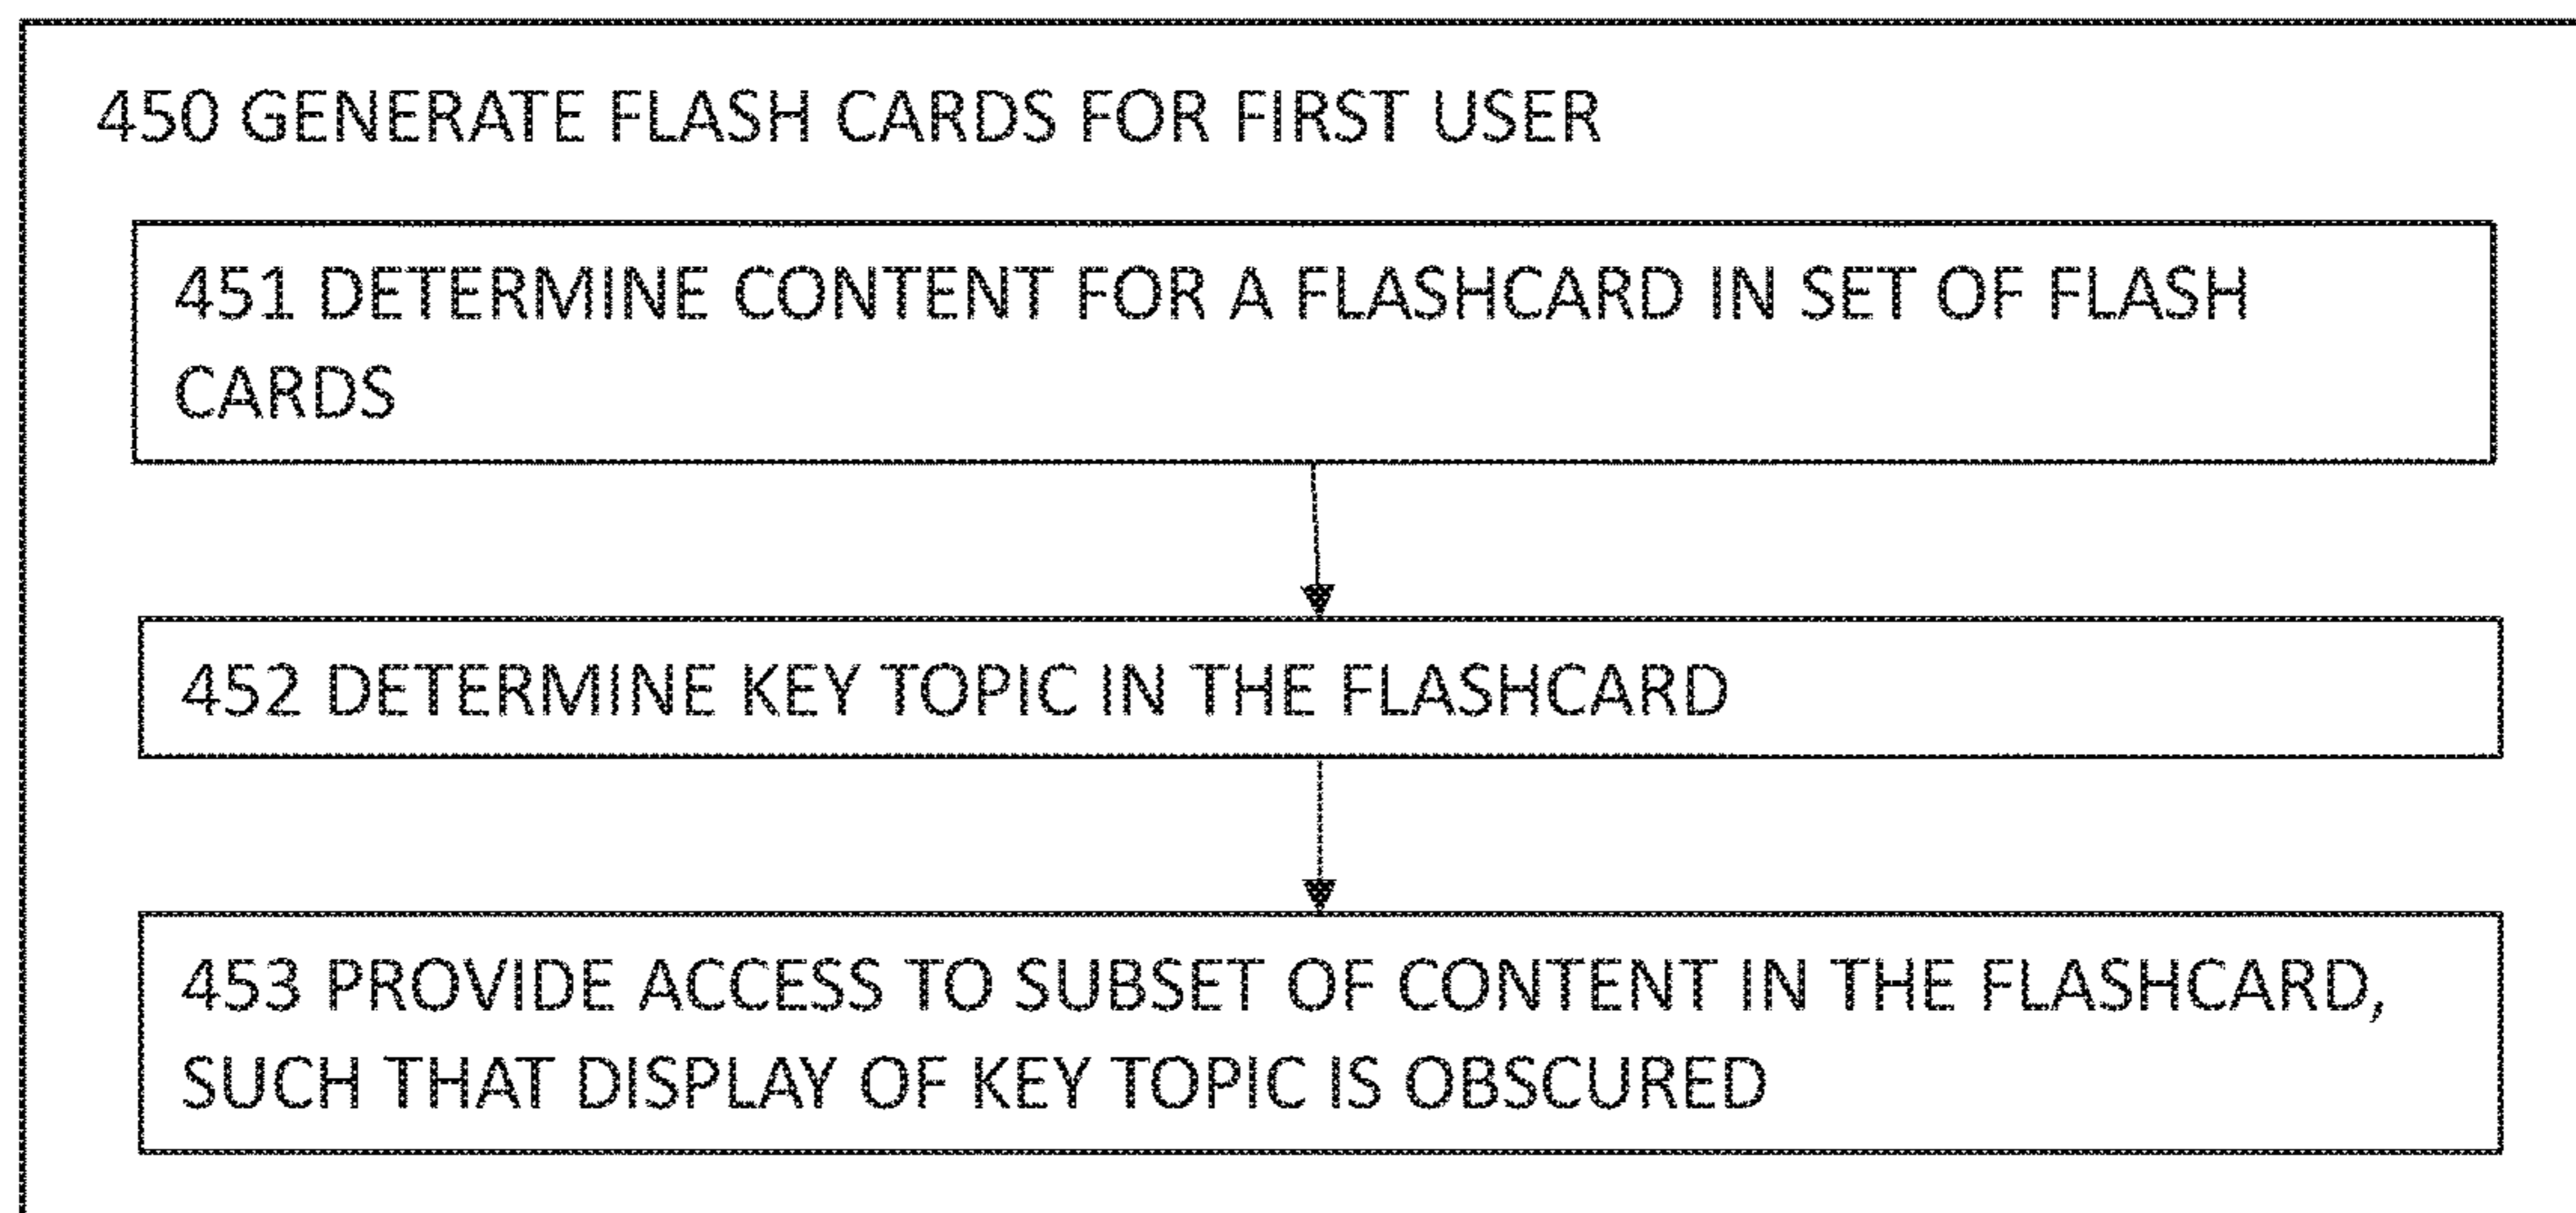 450 GENERATE FLASH CARDS FOR FIRST USER
451 DETERMINE CONTENT FOR A FLASHCARD IN SET OF FLASH
CARDS
452 DETERMINE KEY TOPIC IN THE FLASHCARD
453 PROVIDE ACCESS TO SUBSET OF CONTENT IN THE FLASHCARD,
SUCH THAT DISPLAY OF KEY TOPIC IS OBSCURED